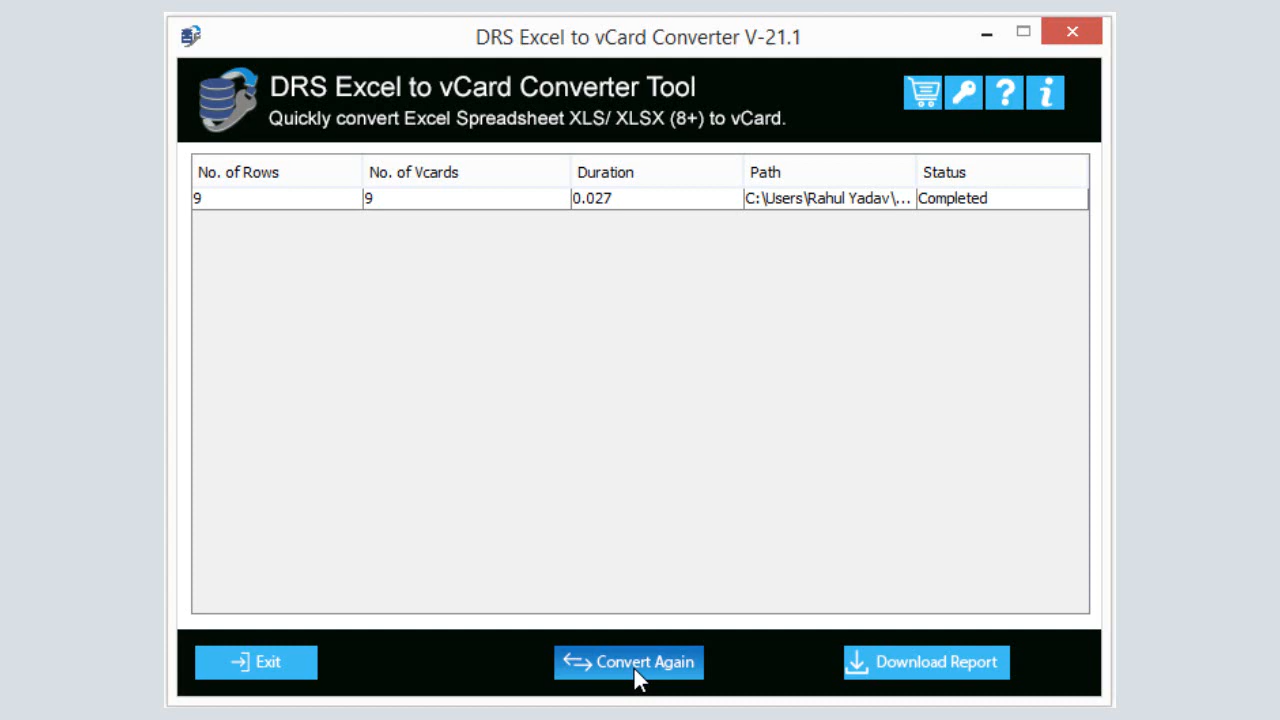 DRS Excel to vCard Converter V-21.1
DRS Excel to vCard Converter Tool
Quickly convert Excel Spreadsheet XLS/ XLSX (8+) to vCard.
No. of Rows No. of Vcards Duration Path Status
9 9 0.027 C:\Users\Rahul Yadav\... Completed
Exit Convert Again Download Report